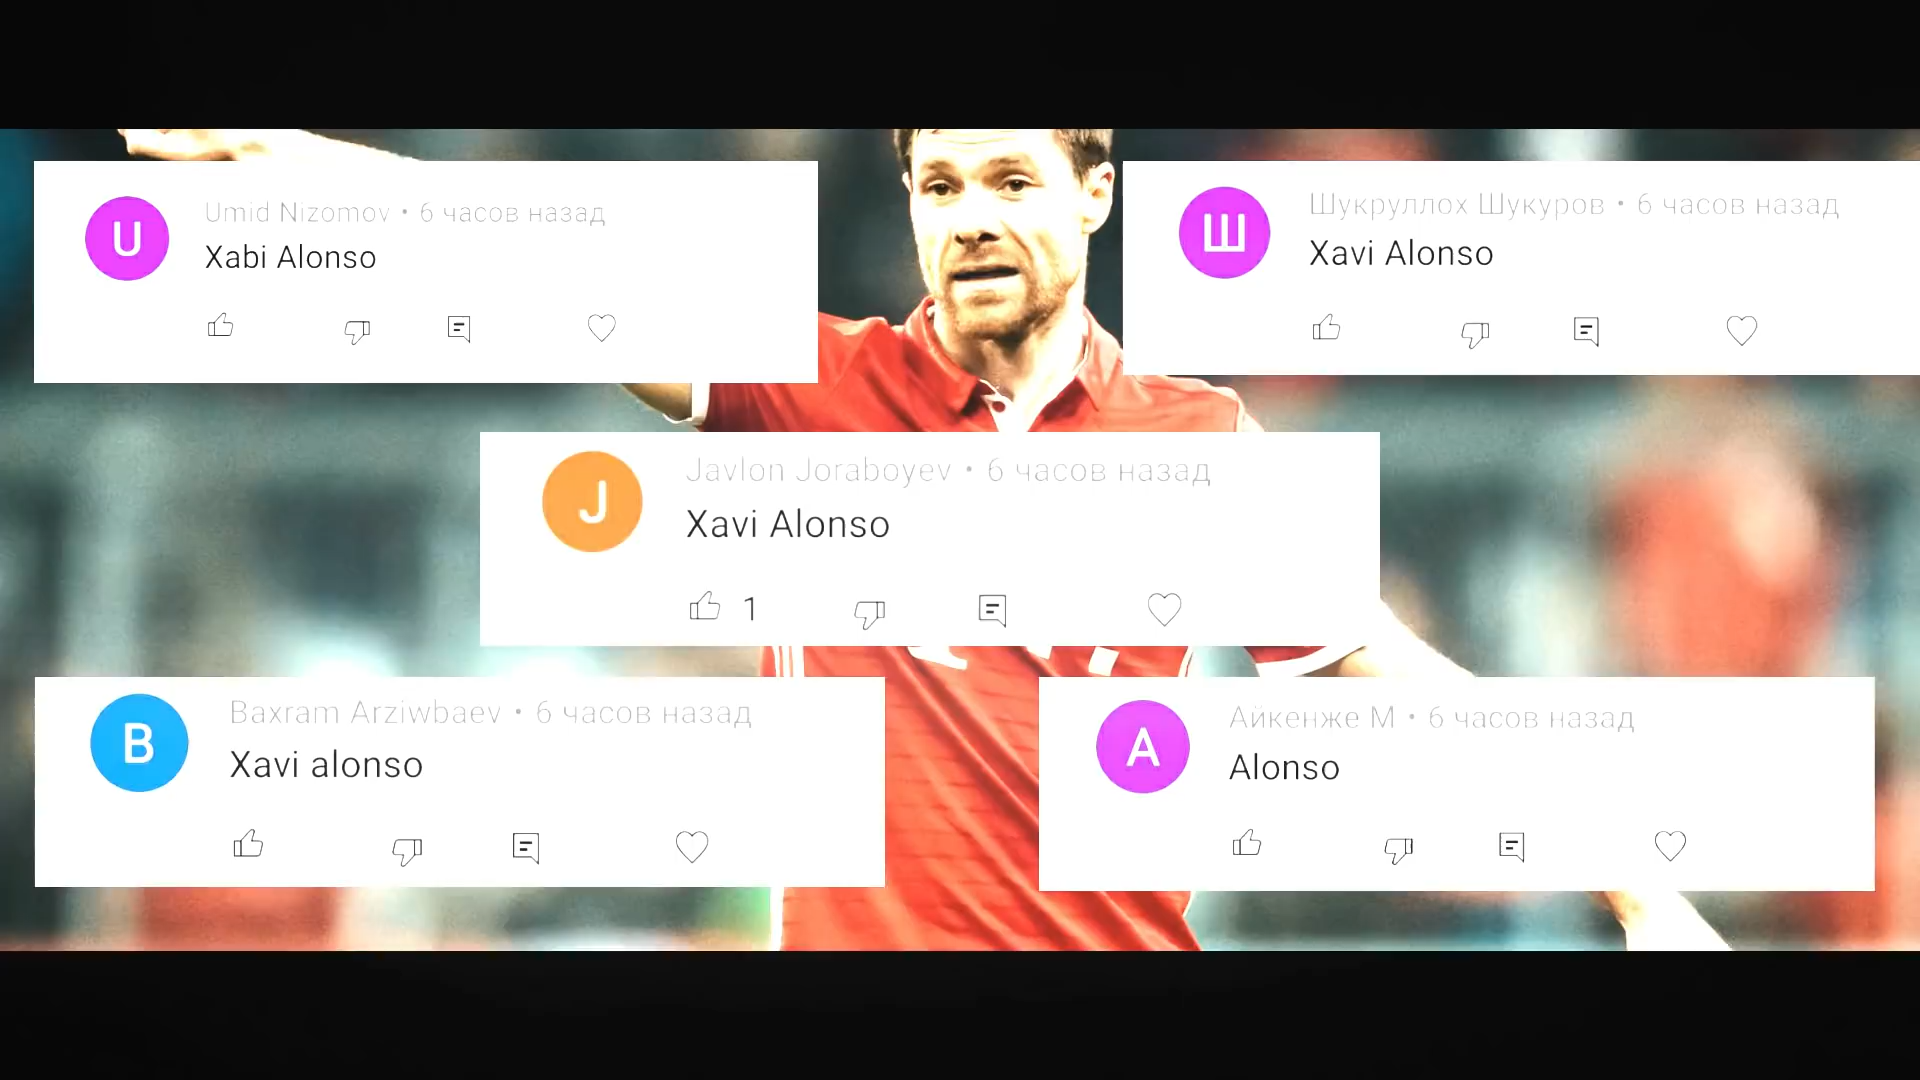 U
Umid Nizomov • 6 часов назад
Xabi Alonso
Ш
Шукруллох Шукуров • 6 часов назад
Xavi Alonso
J
Javlon Joraboyev • 6 часов назад
Xavi Alonso
1
B
Baxram Arziwbaev • 6 часов назад
Xavi alonso
А
Айкенже М • 6 часов назад
Alonso